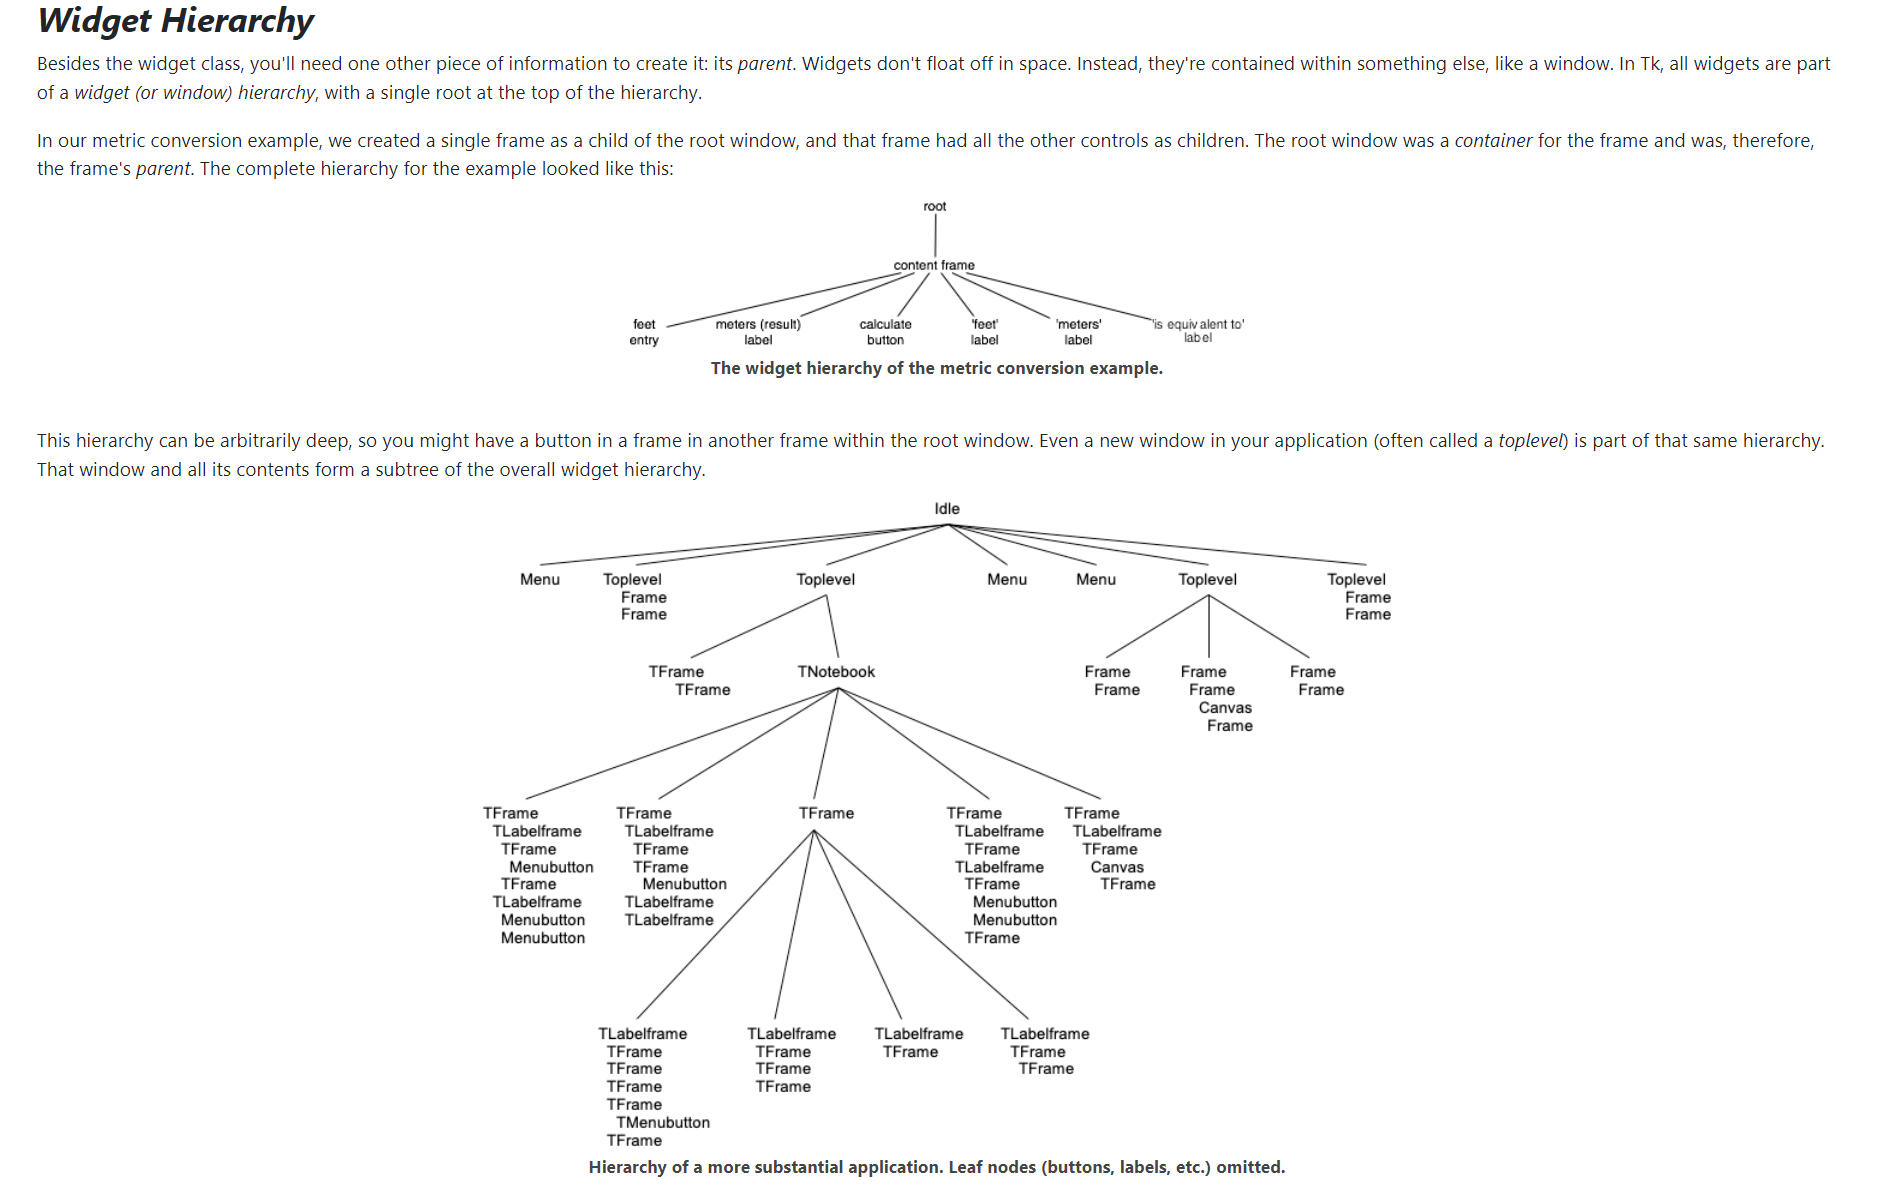 Widget Hierarchy
Besides the widget class, you'll need one other piece of information to create it: its parent. Widgets don't float off in space. Instead, they're contained within something else, like a window. In Tk, all widgets are part
of a widget (or window) hierarchy, with a single root at the top of the hierarchy.
In our metric conversion example, we created a single frame as a child of the root window, and that frame had all the other controls as children. The root window was a container for the frame and was, therefore,
the frame's parent. The complete hierarchy for the example looked like this:
root
content frame
feet entry
meters (result) label
calculate button
'feet' label
'meters' label
'is equiv alent to' label
The widget hierarchy of the metric conversion example.
This hierarchy can be arbitrarily deep, so you might have a button in a frame in another frame within the root window. Even a new window in your application (often called a toplevel) is part of that same hierarchy.
That window and all its contents form a subtree of the overall widget hierarchy.
Idle
Menu
Toplevel
Frame
Frame
Toplevel
Menu
Menu
Toplevel
Toplevel
Frame
Frame
TFrame
TFrame
TNotebook
Frame
Frame
Frame
Frame
Canvas
Frame
Frame
Frame
TFrame
TLabelframe
TFrame
Menubutton
TFrame
TLabelframe
Menubutton
Menubutton
TFrame
TLabelframe
TFrame
TFrame
Menubutton
TLabelframe
TLabelframe
TFrame
TFrame
TLabelframe
TFrame
TLabelframe
TFrame
Menubutton
Menubutton
TFrame
TFrame
TLabelframe
TFrame
Canvas
TFrame
TLabelframe
TFrame
TFrame
TFrame
TFrame
TMenubutton
TFrame
TLabelframe
TFrame
TFrame
TFrame
TLabelframe
TFrame
TLabelframe
TFrame
TFrame
Hierarchy of a more substantial application. Leaf nodes (buttons, labels, etc.) omitted.